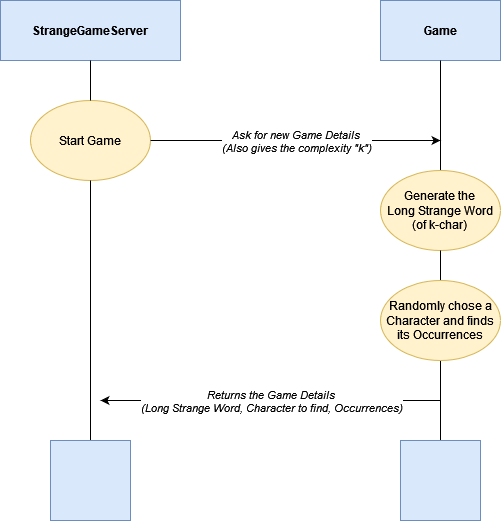 StrangeGameServer
Game
Start Game
Ask for new Game Details
(Also gives the complexity "k")
Generate the
Long Strange Word
(of k-char)
Randomly chose a
Character and finds
its Occurrences
Returns the Game Details
(Long Strange Word, Character to find, Occurrences)